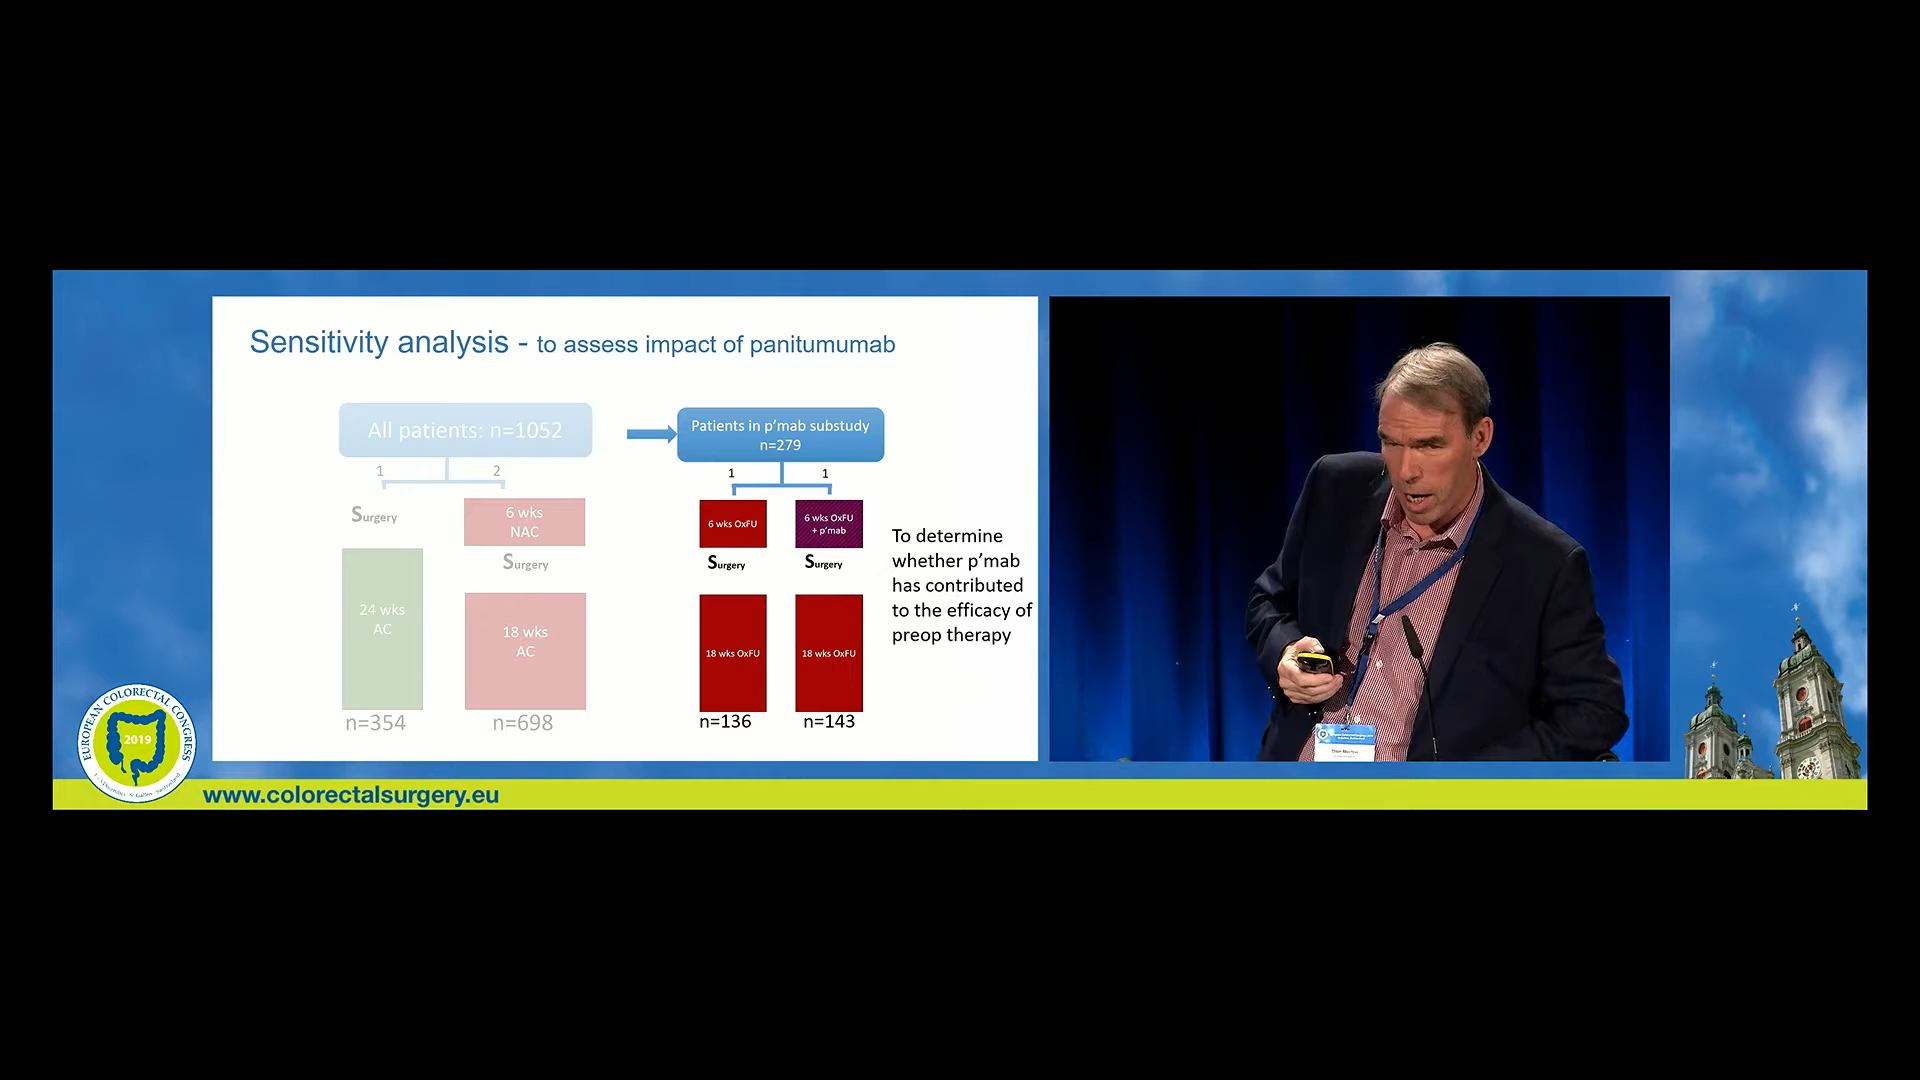 Sensitivity analysis - to assess impact of panitumumab
All patients: n=1052
1 2
Surgery
6 wks
NAC
Surgery
24 wks
AC
18 wks
AC
n=354
n=698
Patients in p'mab substudy
n=279
1 1
6 wks OxFU
6 wks OxFU
+ p'mab
Surgery
Surgery
18 wks OxFU
18 wks OxFU
n=136
n=143
To determine
whether p'mab
has contributed
to the efficacy of
preop therapy
EUROPEAN COLORECTAL CONGRESS
2019
www.colorectalsurgery.eu